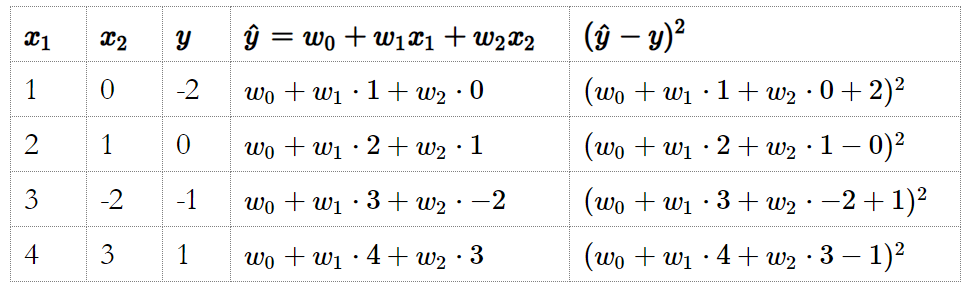 x₁ x₂ y ŷ = w₀ + w₁x₁ + w₂x₂ (ŷ − y)²
1 0 -2 w₀ + w₁ · 1 + w₂ · 0 (w₀ + w₁ · 1 + w₂ · 0 + 2)²
2 1 0 w₀ + w₁ · 2 + w₂ · 1 (w₀ + w₁ · 2 + w₂ · 1 − 0)²
3 -2 -1 w₀ + w₁ · 3 + w₂ · −2 (w₀ + w₁ · 3 + w₂ · −2 + 1)²
4 3 1 w₀ + w₁ · 4 + w₂ · 3 (w₀ + w₁ · 4 + w₂ · 3 − 1)²